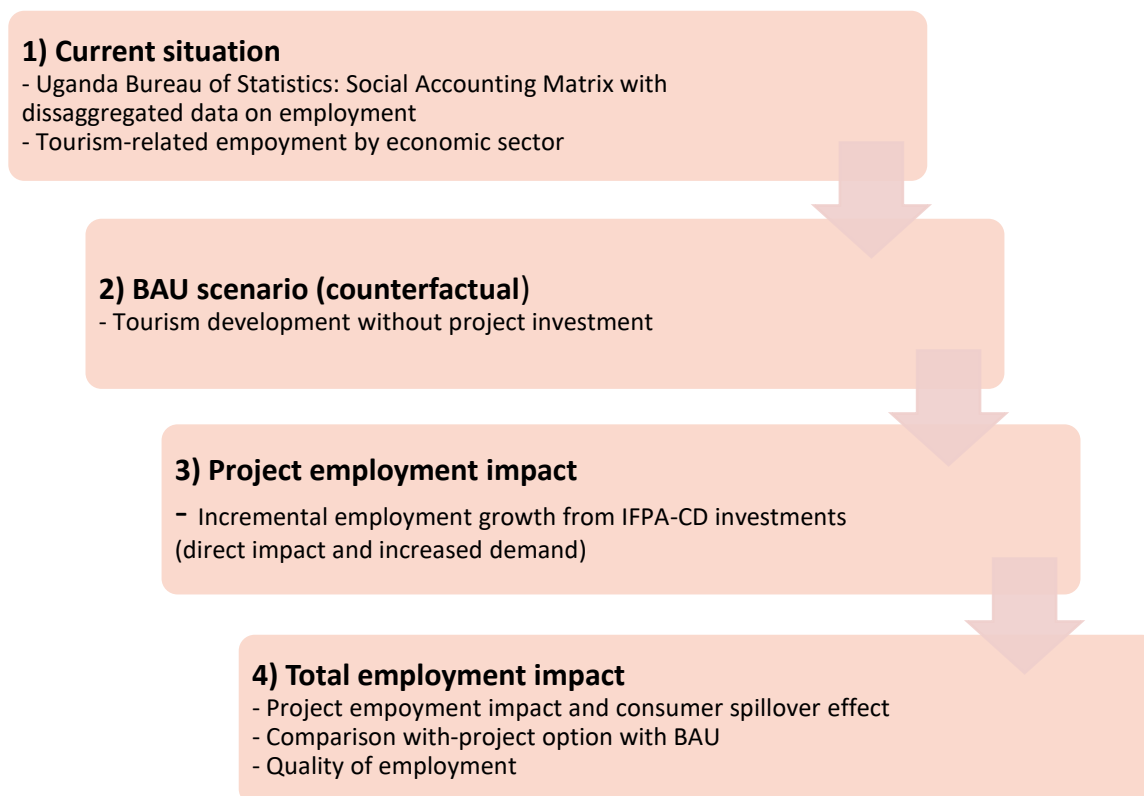 1) Current situation
- Uganda Bureau of Statistics: Social Accounting Matrix with
dissaggregated data on employment
- Tourism-related empoyment by economic sector
2) BAU scenario (counterfactual)
- Tourism development without project investment
3) Project employment impact
- Incremental employment growth from IFPA-CD investments
(direct impact and increased demand)
4) Total employment impact
- Project empoyment impact and consumer spillover effect
- Comparison with-project option with BAU
- Quality of employment